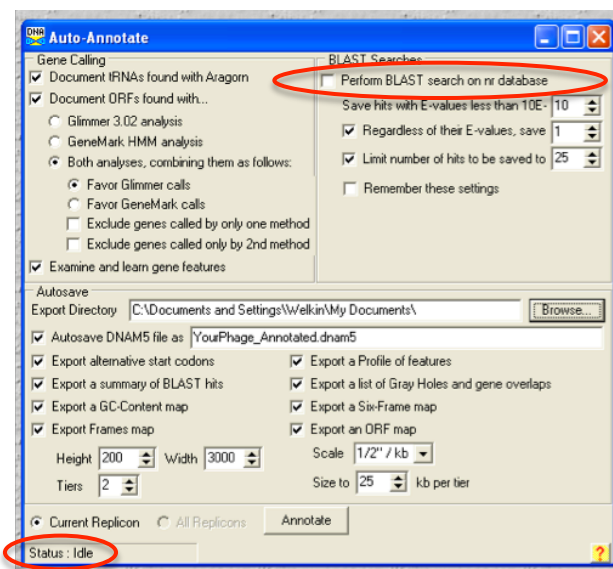 DNA
Auto-Annotate
Gene Calling
Document tRNAs found with Aragorn
Document ORFs found with...
Glimmer 3.02 analysis
GeneMark HMM analysis
Both analyses, combining them as follows:
Favor Glimmer calls
Favor GeneMark calls
Exclude genes called by only one method
Exclude genes called only by 2nd method
Examine and learn gene features
BLAST Searches
Perform BLAST search on nr database
Save hits with E-values less than 10E- 10
Regardless of their E-values, save 1
Limit number of hits to be saved to 25
Remember these settings
Autosave
Export Directory C:\Documents and Settings\Welkin\My Documents\ Browse...
Autosave DNAM5 file as YourPhage_Annotated.dnam5
Export alternative start codons Export a Profile of features
Export a summary of BLAST hits Export a list of Gray Holes and gene overlaps
Export a GC-Content map Export a Six-Frame map
Export Frames map Export an ORF map
Height 200 Width 3000 Scale 1/2" / kb
Tiers 2 Size to 25 kb per tier
Current Replicon All Replicons Annotate
Status : Idle ?